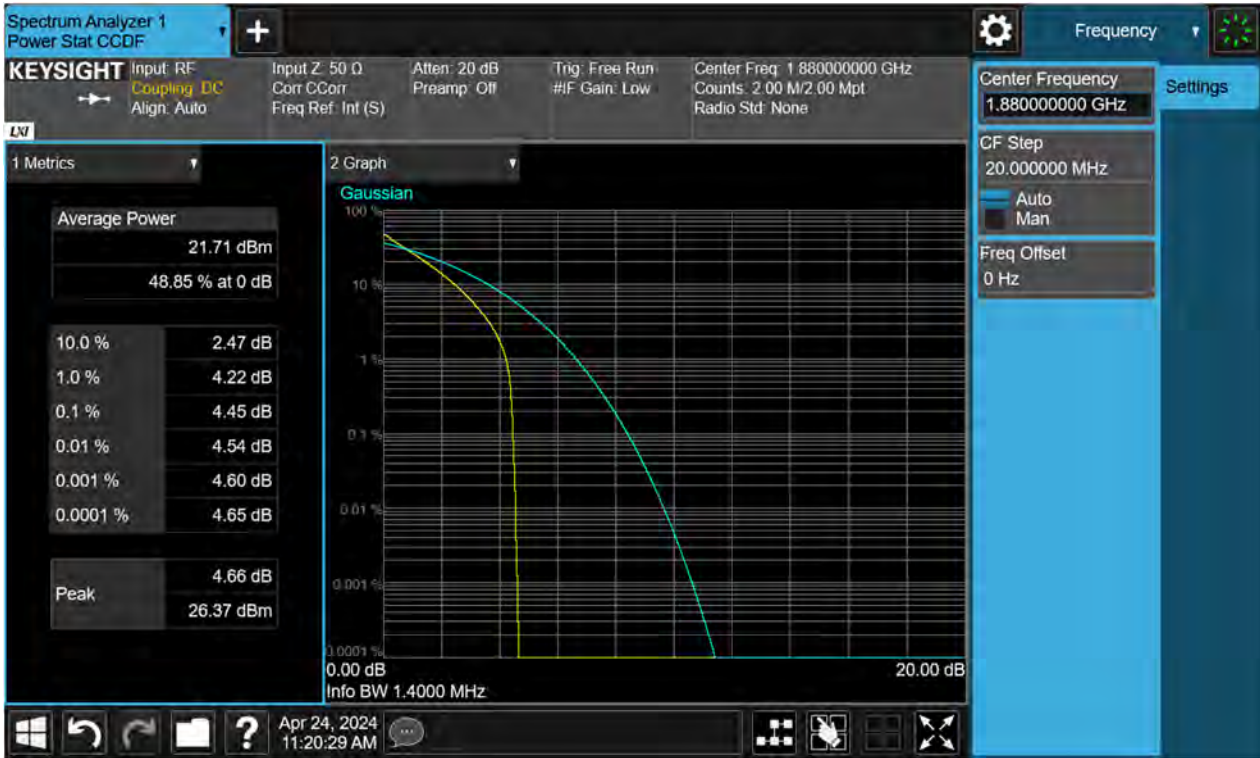 Spectrum Analyzer 1
Power Stat CCDF
Frequency
KEYSIGHT
Input: RF
Coupling: DC
Align: Auto
Input Z: 50 Ω
Corr CCorr
Freq Ref: Int (S)
Atten: 20 dB
Preamp: Off
Trig: Free Run
#IF Gain: Low
Center Freq: 1.880000000 GHz
Counts: 2.00 M/2.00 Mpt
Radio Std: None
LXI
Center Frequency
1.880000000 GHz
Settings
CF Step
20.000000 MHz
Auto
Man
Freq Offset
0 Hz
1 Metrics
Average Power
21.71 dBm
48.85 % at 0 dB
10.0 % 2.47 dB
1.0 % 4.22 dB
0.1 % 4.45 dB
0.01 % 4.54 dB
0.001 % 4.60 dB
0.0001 % 4.65 dB
Peak
4.66 dB
26.37 dBm
2 Graph
Gaussian
100 %
10 %
1 %
0.1 %
0.01 %
0.001 %
0.0001 %
0.00 dB 20.00 dB
Info BW 1.4000 MHz
Apr 24, 2024
11:20:29 AM